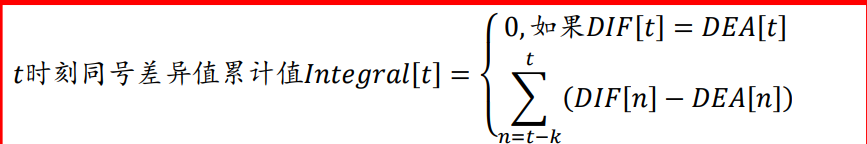 0,如果DIF[t] = DEA[t]
t时刻同号差异值累计值Integral[t] =
t
∑ (DIF[n] − DEA[n])
n=t−k